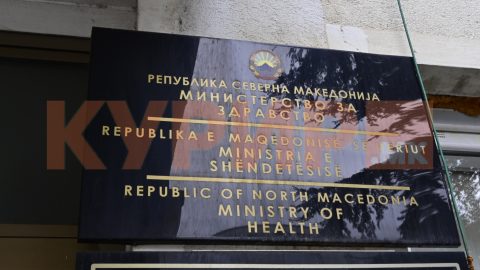 РЕПУБЛИКА СЕВЕРНА МАКЕДОНИЈА
МИНИСТЕРСТВО ЗА
ЗДРАВСТВО
REPUBLIKA E MAQEDONISË SË VERIUT
MINISTRIA E
SHËNDETËSISË
REPUBLIC OF NORTH MACEDONIA
MINISTRY OF
HEALTH